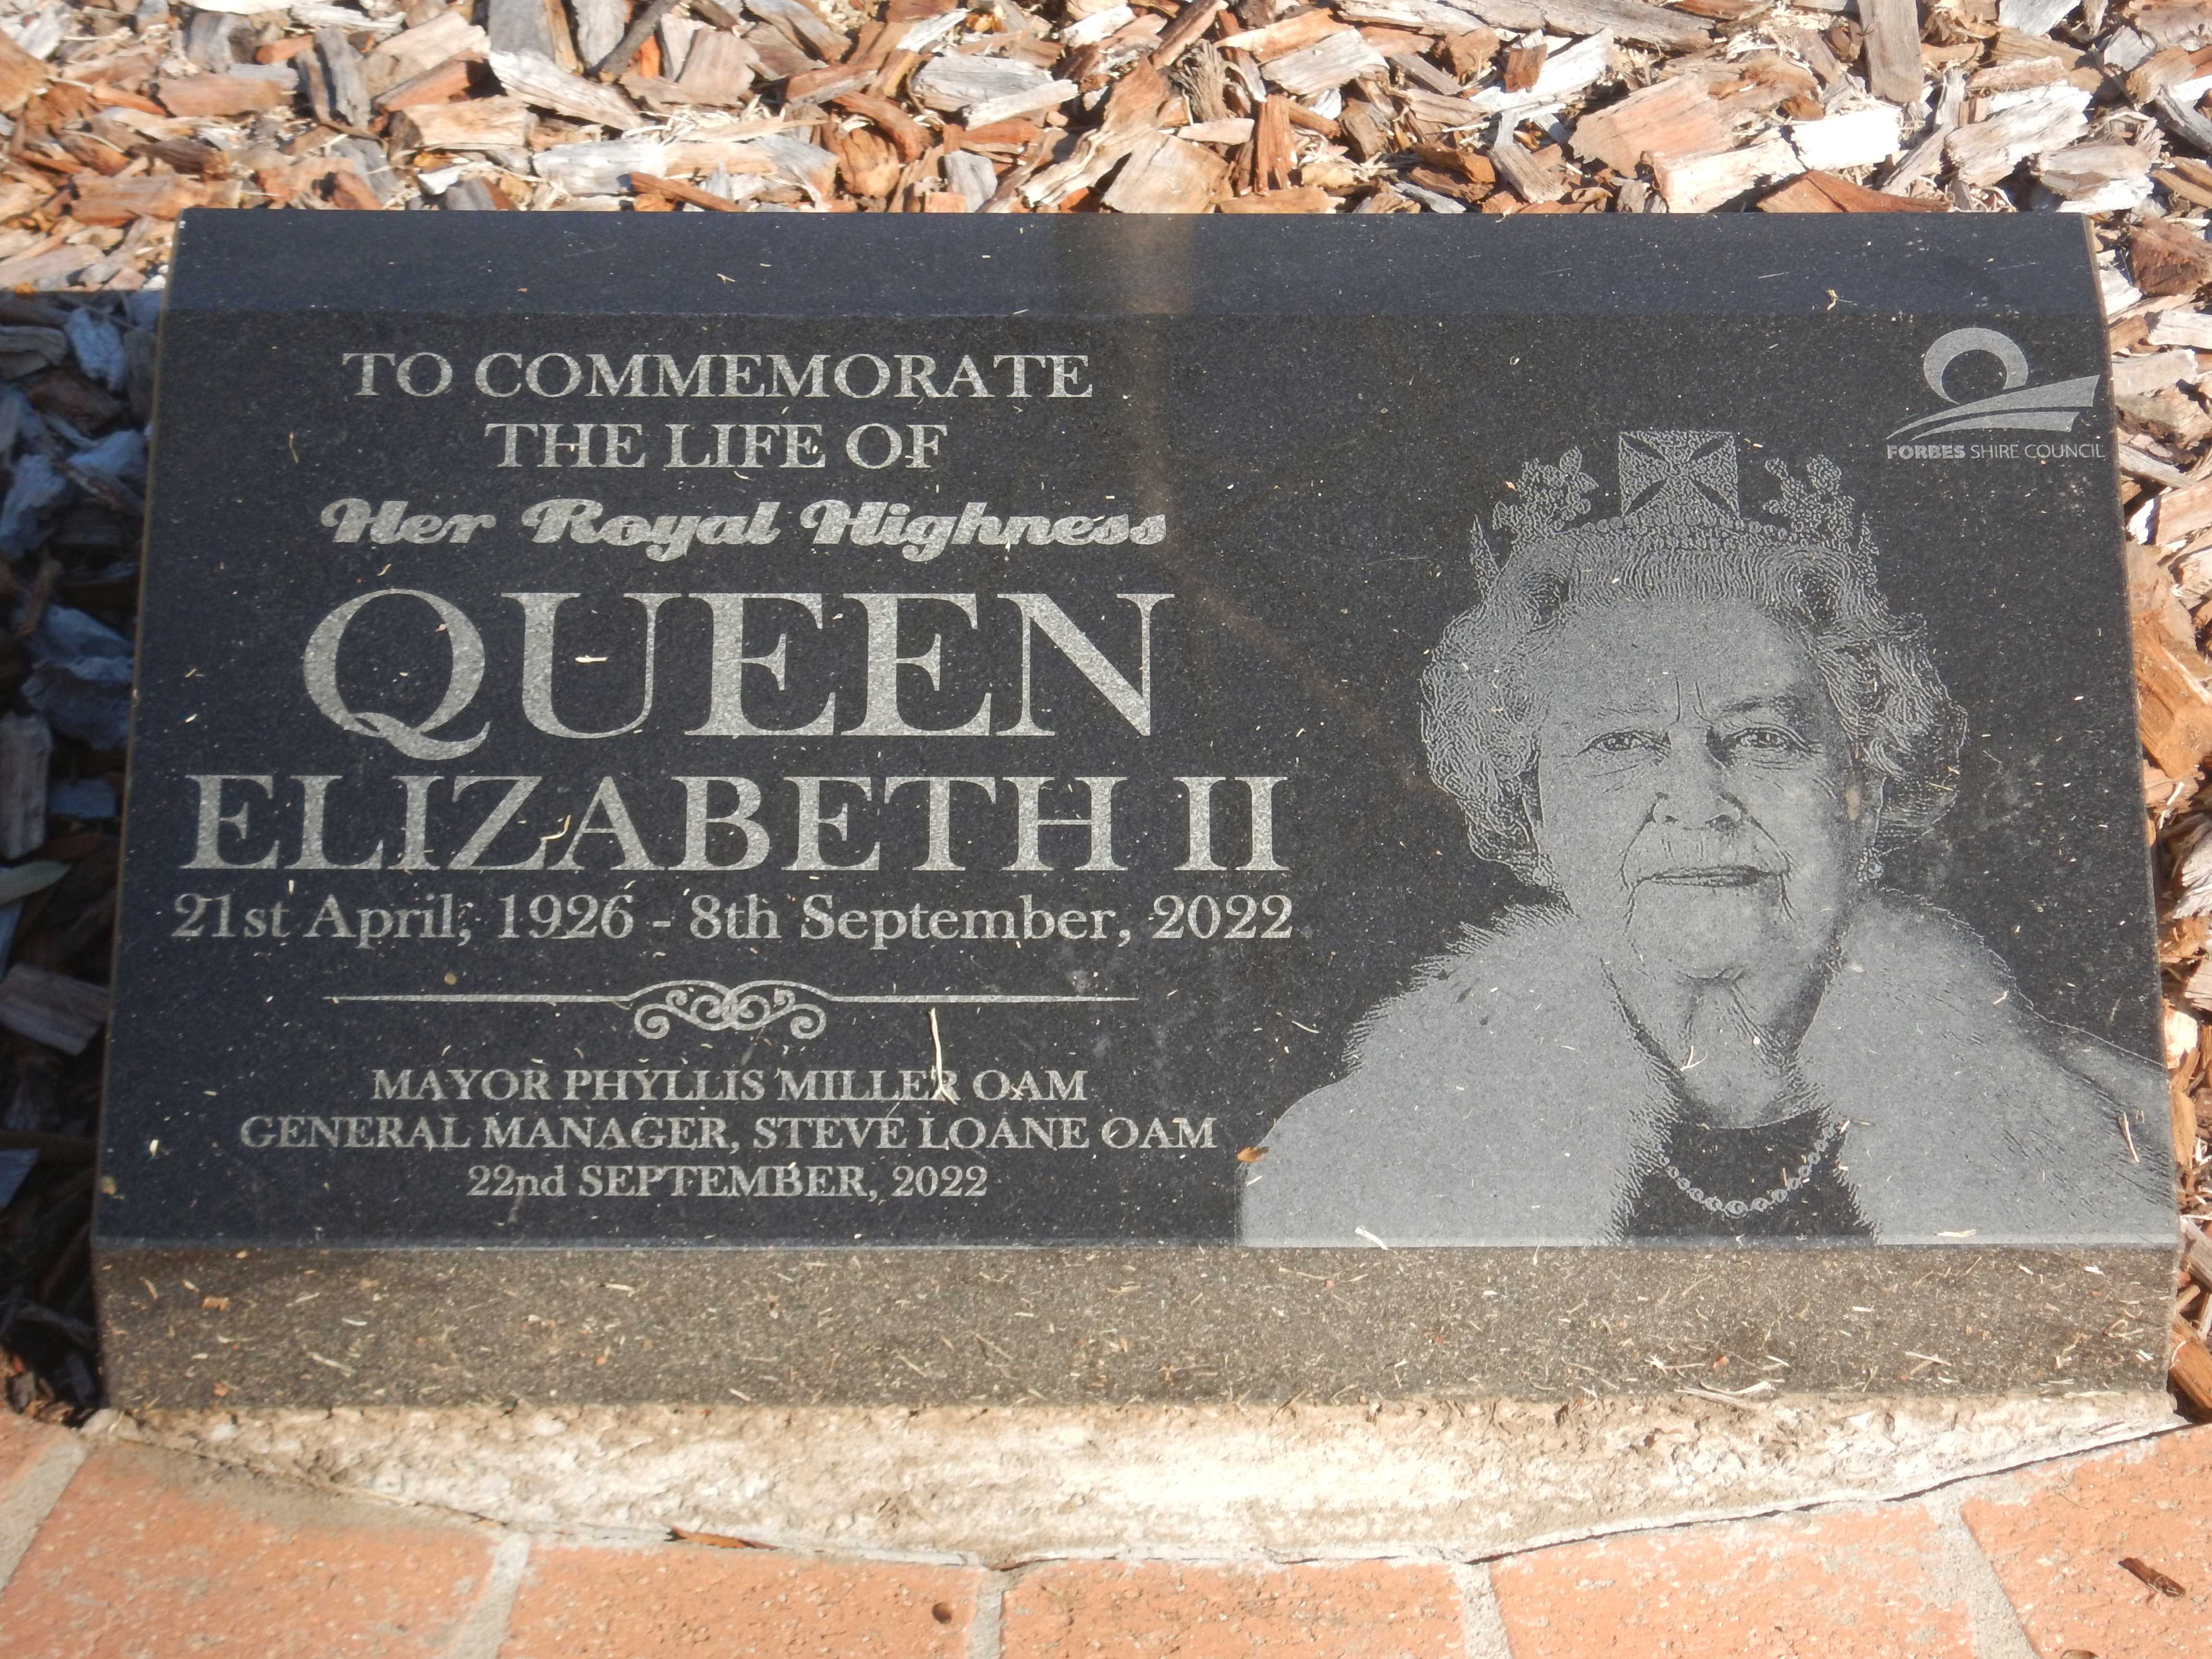 TO COMMEMORATE
THE LIFE OF
Her Royal Highness
QUEEN
ELIZABETH II
21st April, 1926 - 8th September, 2022
MAYOR PHYLLIS MILLER OAM
GENERAL MANAGER, STEVE LOANE OAM
22nd SEPTEMBER, 2022
FORBES SHIRE COUNCIL